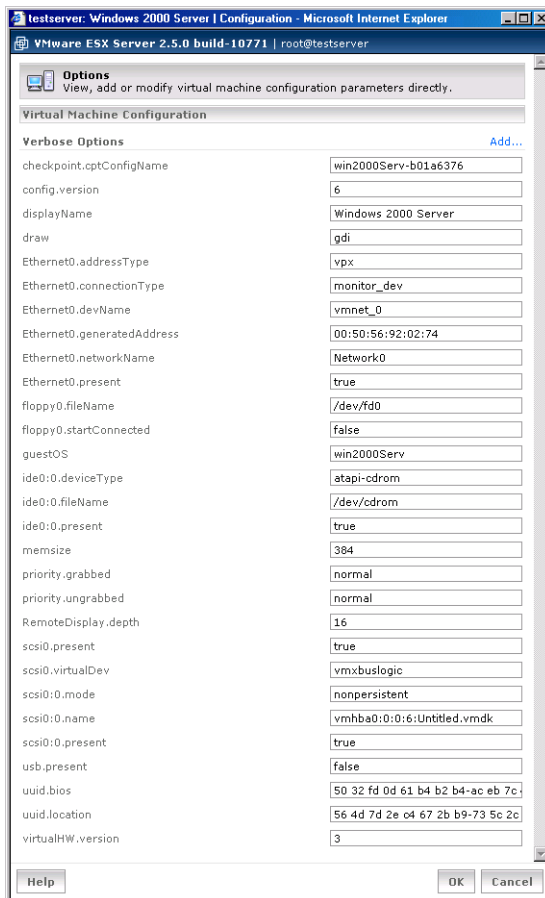 testserver: Windows 2000 Server | Configuration - Microsoft Internet Explorer
VMware ESX Server 2.5.0 build-10771 | root@testserver
Options
View, add or modify virtual machine configuration parameters directly.
Virtual Machine Configuration
Verbose Options Add...
checkpoint.cptConfigName win2000Serv-b01a6376
config.version 6
displayName Windows 2000 Server
draw gdi
Ethernet0.addressType vpx
Ethernet0.connectionType monitor_dev
Ethernet0.devName vmnet_0
Ethernet0.generatedAddress 00:50:56:92:02:74
Ethernet0.networkName Network0
Ethernet0.present true
floppy0.fileName /dev/fd0
floppy0.startConnected false
guestOS win2000Serv
ide0:0.deviceType atapi-cdrom
ide0:0.fileName /dev/cdrom
ide0:0.present true
memsize 384
priority.grabbed normal
priority.ungrabbed normal
RemoteDisplay.depth 16
scsi0.present true
scsi0.virtualDev vmxbuslogic
scsi0:0.mode nonpersistent
scsi0:0.name vmhba0:0:0:6:Untitled.vmdk
scsi0:0.present true
usb.present false
uuid.bios 50 32 fd 0d 61 b4 b2 b4-ac eb 7c
uuid.location 56 4d 7d 2e c4 67 2b b9-73 5c 2c
virtualHW.version 3
Help OK Cancel